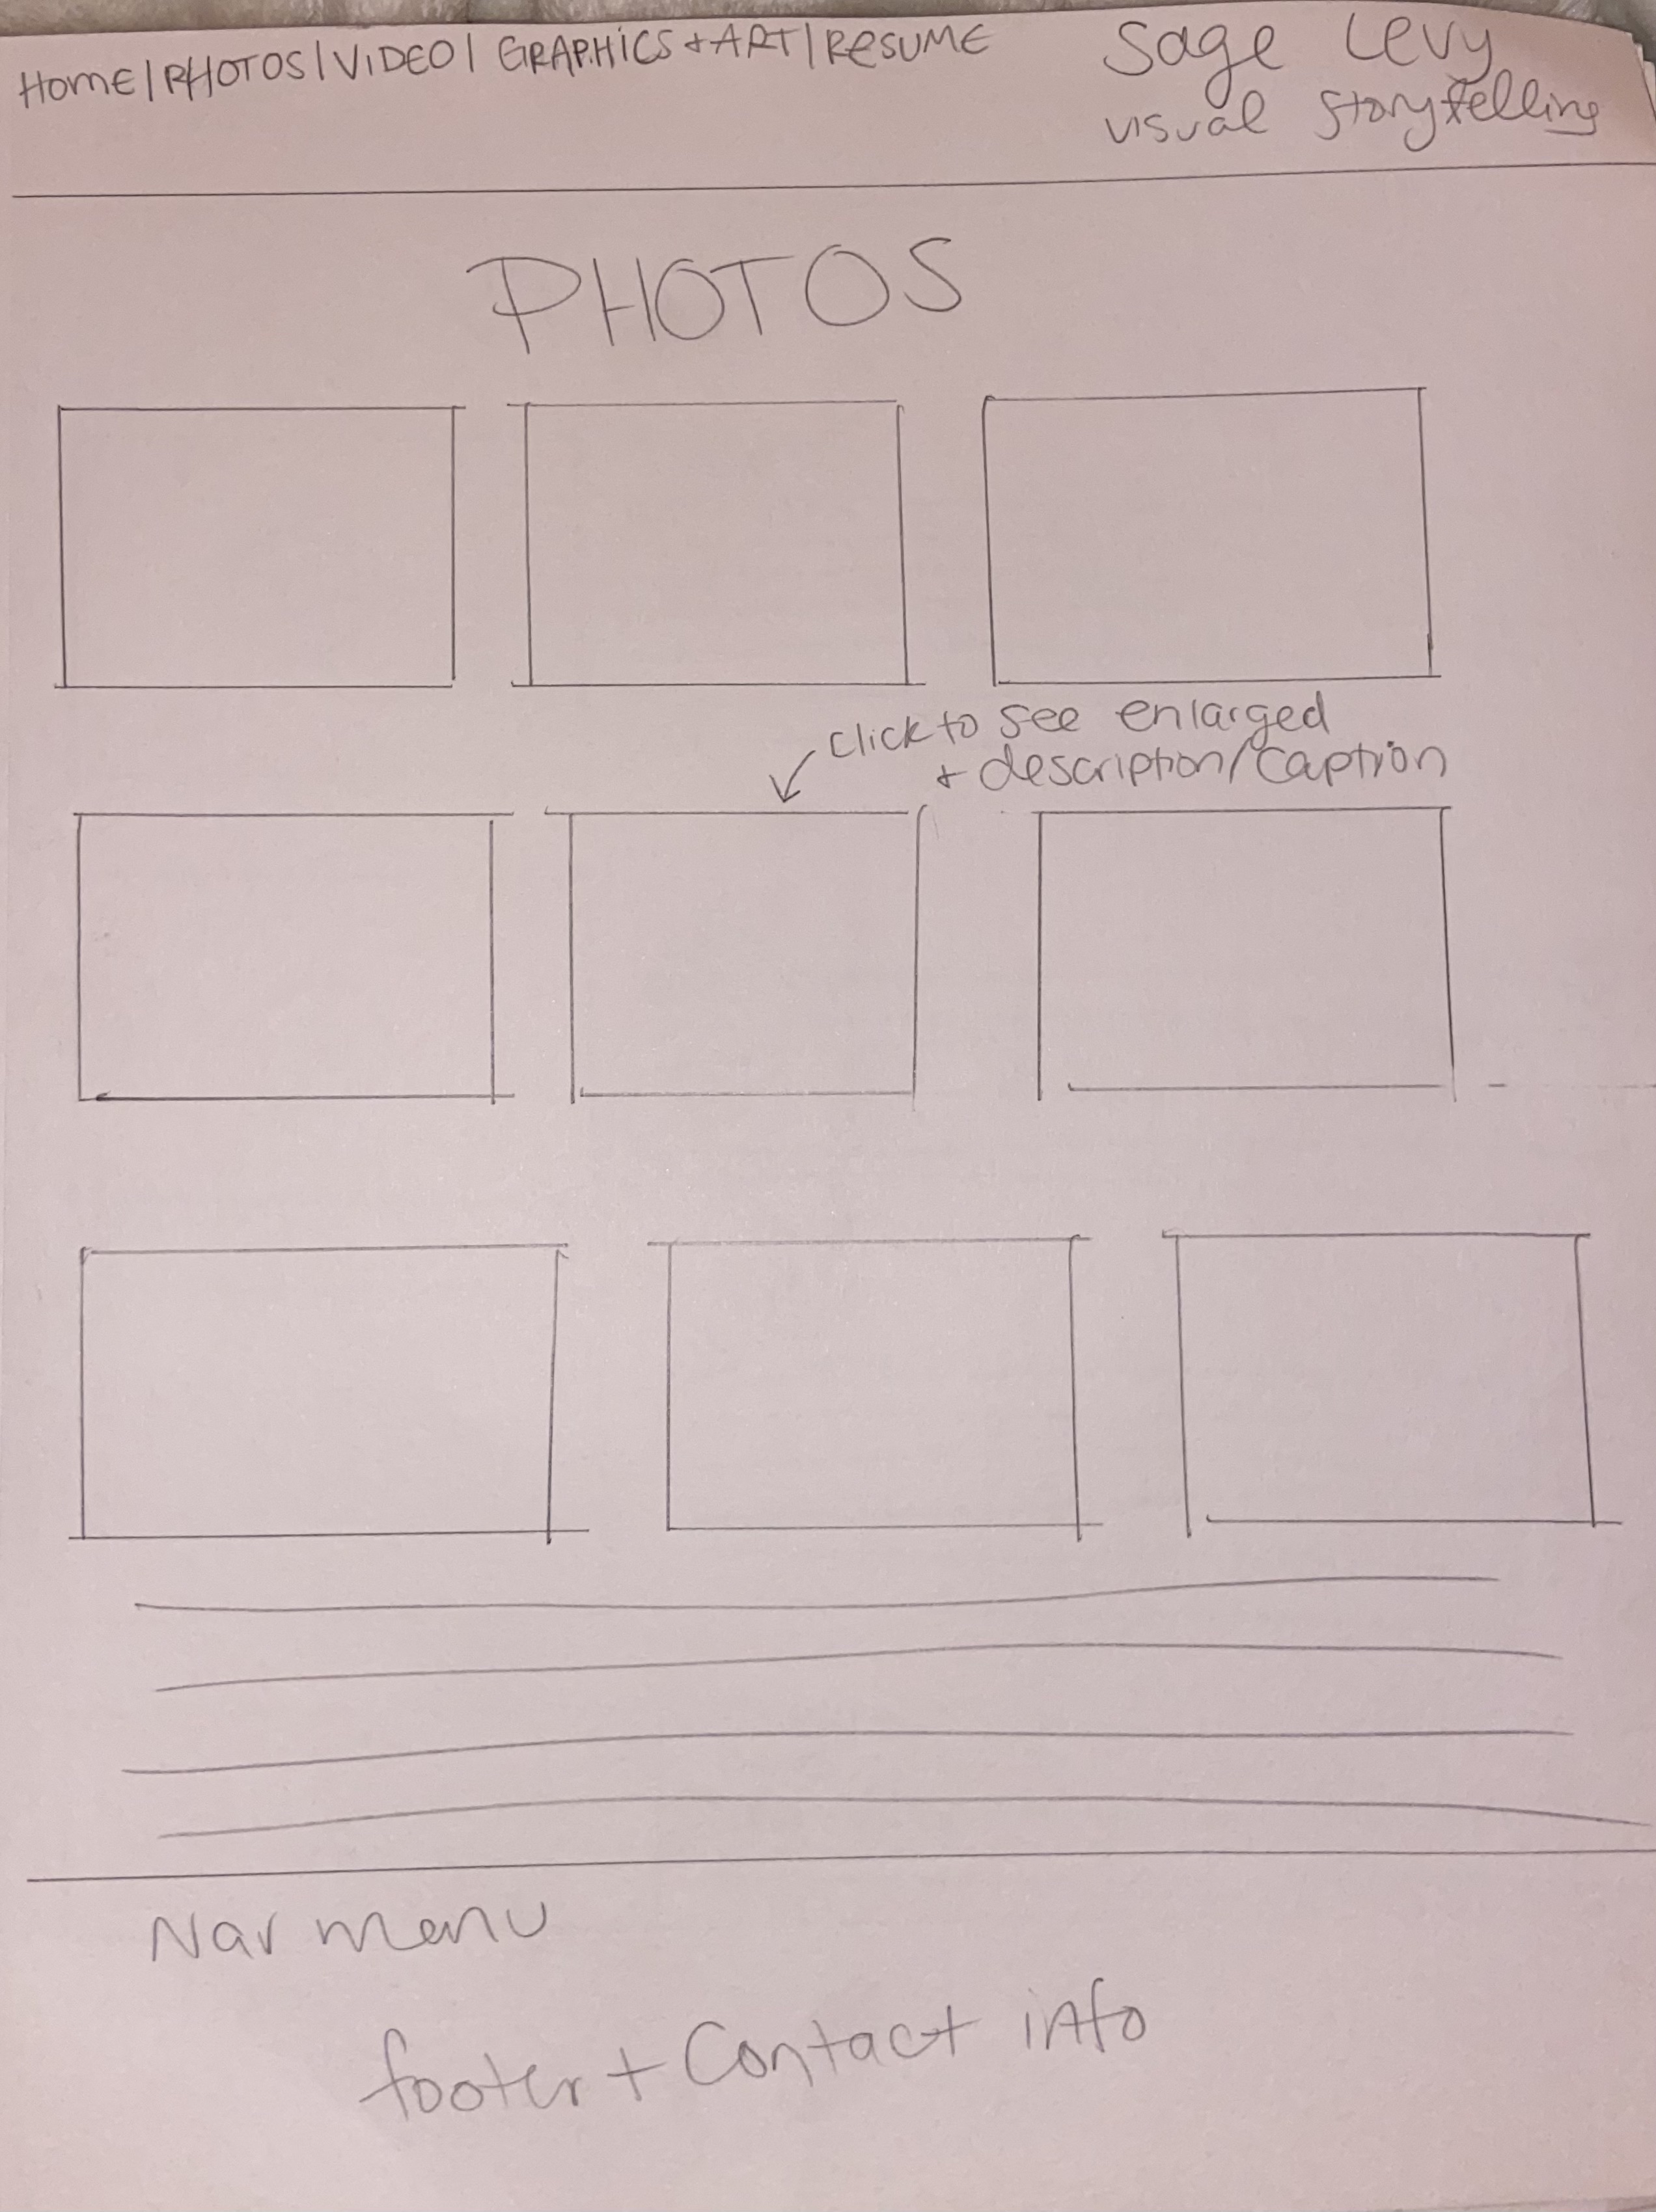 Home | PHOTOS | ViDEO | GRAPHiCS + ART | RESUME
Sage Levy
visual storytelling
PHOTOS
click to see enlarged
+ description/caption
Nav menu
footer + Contact info